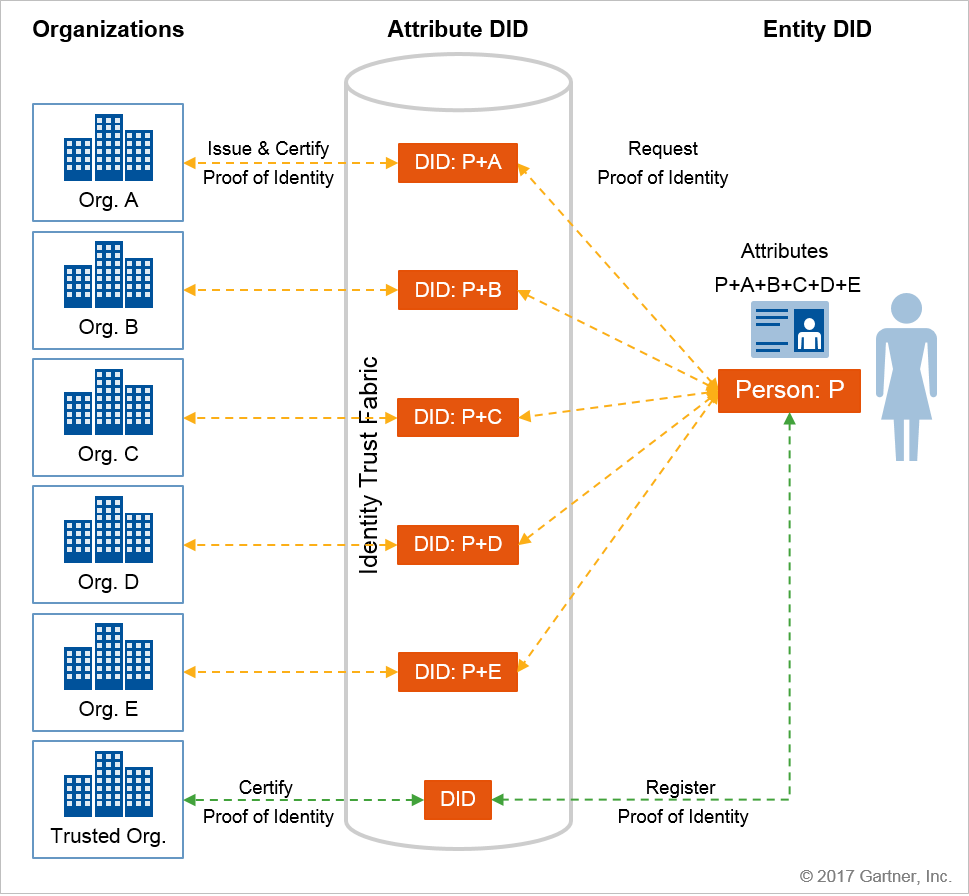 Organizations
Attribute DID
Entity DID
Issue & Certify
Proof of Identity
DID: P+A
Request
Proof of Identity
Org. A
Attributes
P+A+B+C+D+E
DID: P+B
Org. B
Identity Trust Fabric
Person: P
DID: P+C
Org. C
DID: P+D
Org. D
DID: P+E
Org. E
Certify
Proof of Identity
DID
Register
Proof of Identity
Trusted Org.
© 2017 Gartner, Inc.